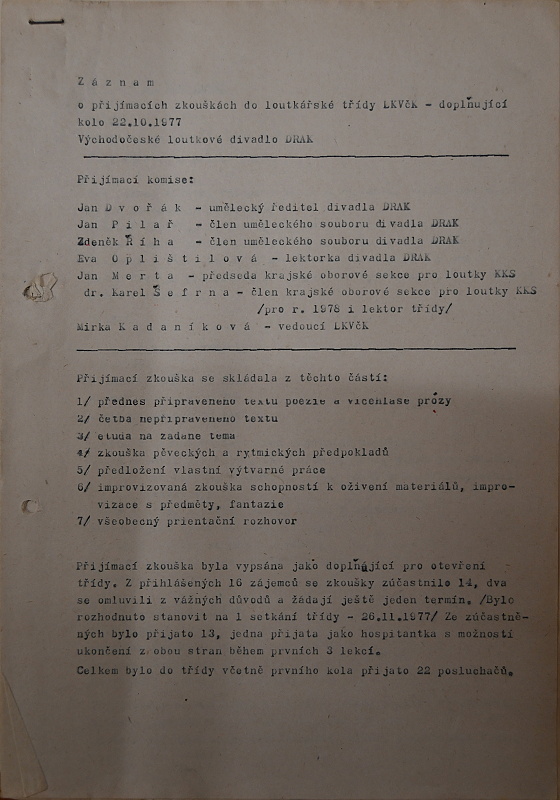 Z á z n a m
o přijímacích zkouškách do loutkářské třídy LKVčK - doplňující
kolo 22.10.1977
Východočeské loutkové divadlo DRAK
Přijímací komise:
Jan D v o ř á k - umělecký ředitel divadla DRAK
Jan P i l a ř - člen uměleckého souboru divadla DRAK
Zdeněk Ř í h a - člen uměleckého souboru divadla DRAK
Eva O p l i š t i l o v á - lektorka divadla DRAK
Jan M e r t a - předseda krajské oborové sekce pro loutky KKS
dr. Karel Š e f r n a - člen krajské oborové sekce pro loutky KKS
/pro r. 1978 i lektor třídy/
Mirka K a d a n í k o v á - vedoucí LKVčK
Přijímací zkouška se skládala z těchto částí:
1/ přednes připraveneho textu poezie a vícehlase prózy
2/ četba nepřipraveneho textu
3/ etuda na zadane tema
4/ zkouška pěveckých a rytmických předpokladů
5/ předložení vlastní výtvarné práce
6/ improvizovaná zkouška schopností k oživení materiálů, impro-
vizace s předměty, fantazie
7/ všeobecný prientační rozhovor
Přijímací zkouška byla vypsána jako doplňující pro otevření
třídy. Z přihlášených 16 zájemců se zkoušky zúčastnilo 14, dva
se omluvili z vážných důvodů a žádají ještě jeden termín. /Bylo
rozhodnuto stanovit na 1 setkání třídy - 26.11.1977/ Ze zúčastně-
ných bylo přijato 13, jedna přijata jako hospitantka s možností
ukončení z obou stran během prvních 3 lekcí.
Celkem bylo do třídy včetně prvního kola přijato 22 posluchačů.